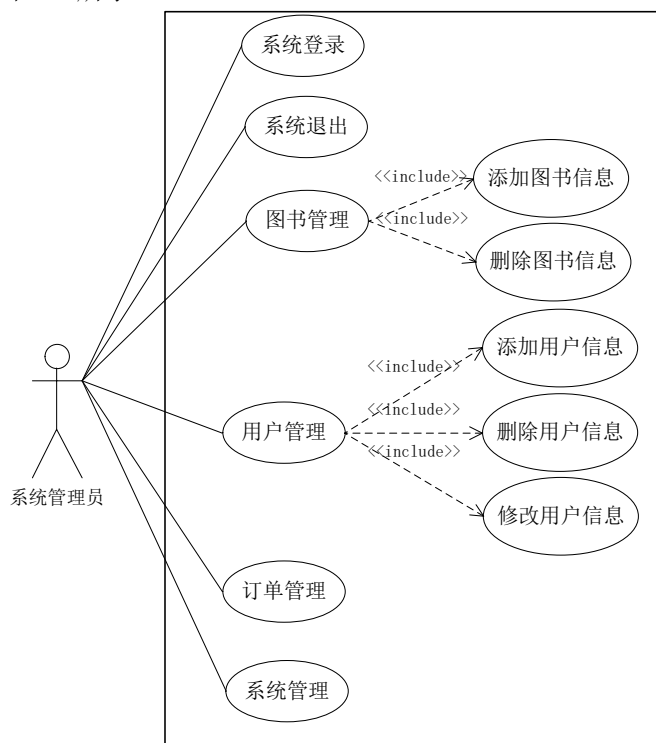 系统登录
系统退出
<<include>>
添加图书信息
图书管理
<<include>>
删除图书信息
添加用户信息
<<include>>
用户管理
<<include>>
删除用户信息
<<include>>
修改用户信息
系统管理员
订单管理
系统管理